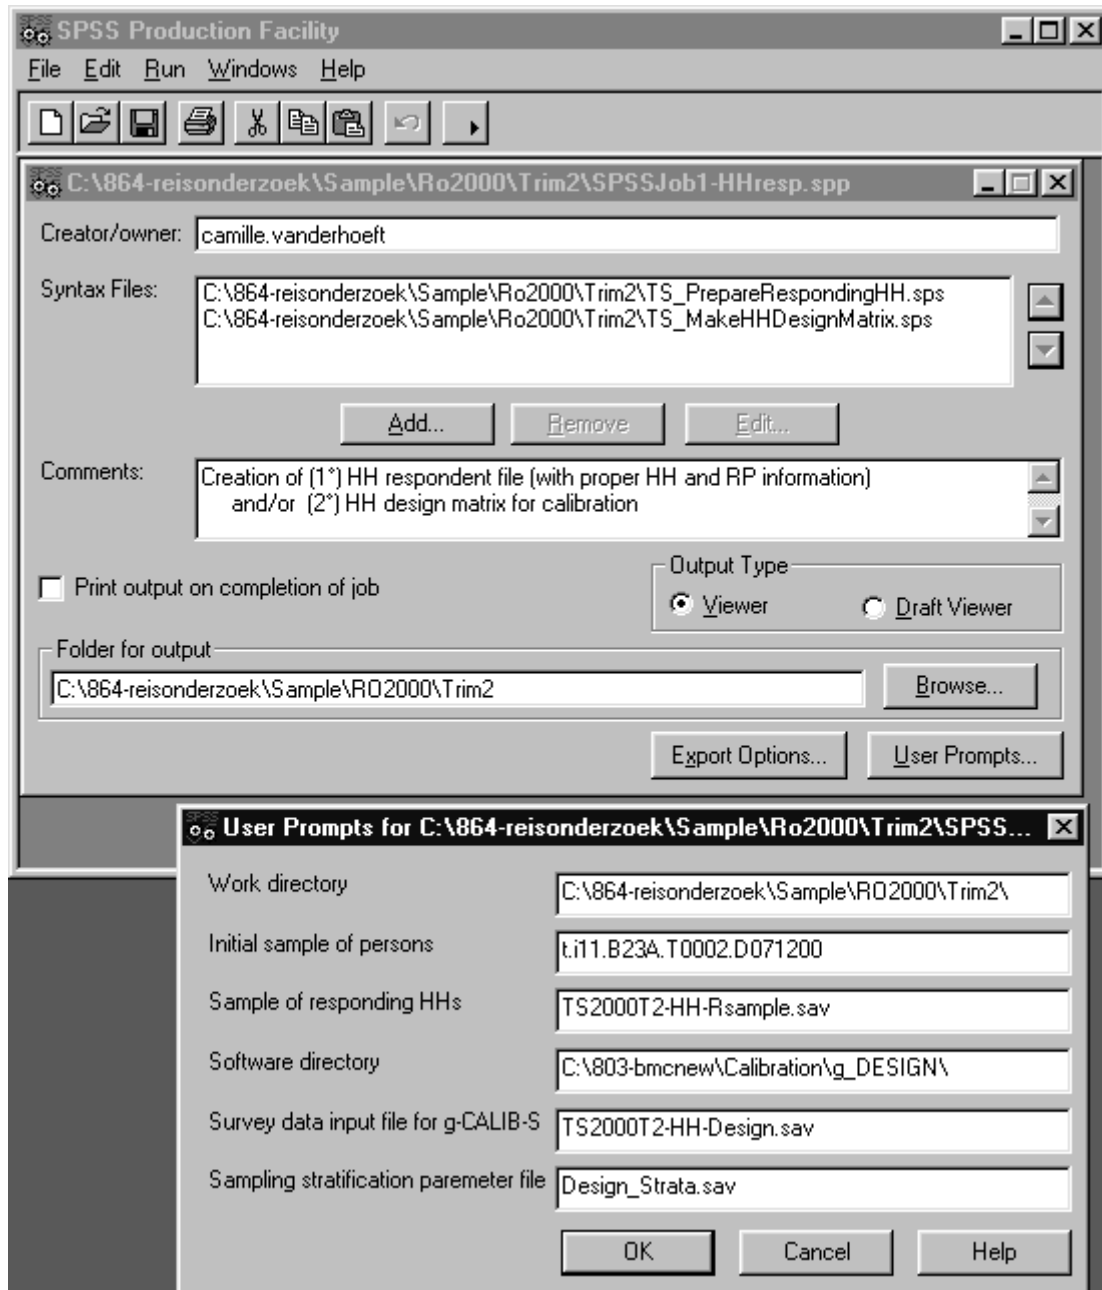 SPSS Production Facility
File Edit Run Windows Help
C:\864-reisonderzoek\Sample\Ro2000\Trim2\SPSSJob1-HHresp.spp
Creator/owner: camille.vanderhoeft
Syntax Files: C:\864-reisonderzoek\Sample\Ro2000\Trim2\TS_PrepareRespondingHH.sps
C:\864-reisonderzoek\Sample\Ro2000\Trim2\TS_MakeHHDesignMatrix.sps
Add... Remove Edit...
Comments: Creation of (1°) HH respondent file (with proper HH and RP information)
and/or (2°) HH design matrix for calibration
Print output on completion of job
Output Type
Viewer Draft Viewer
Folder for output
C:\864-reisonderzoek\Sample\RO2000\Trim2 Browse...
Export Options... User Prompts...
User Prompts for C:\864-reisonderzoek\Sample\Ro2000\Trim2\SPSS...
Work directory C:\864-reisonderzoek\Sample\RO2000\Trim2\
Initial sample of persons t.i11.B23A.T0002.D071200
Sample of responding HHs TS2000T2-HH-Rsample.sav
Software directory C:\803-bmcnew\Calibration\g_DESIGN\
Survey data input file for g-CALIB-S TS2000T2-HH-Design.sav
Sampling stratification paremeter file Design_Strata.sav
OK Cancel Help